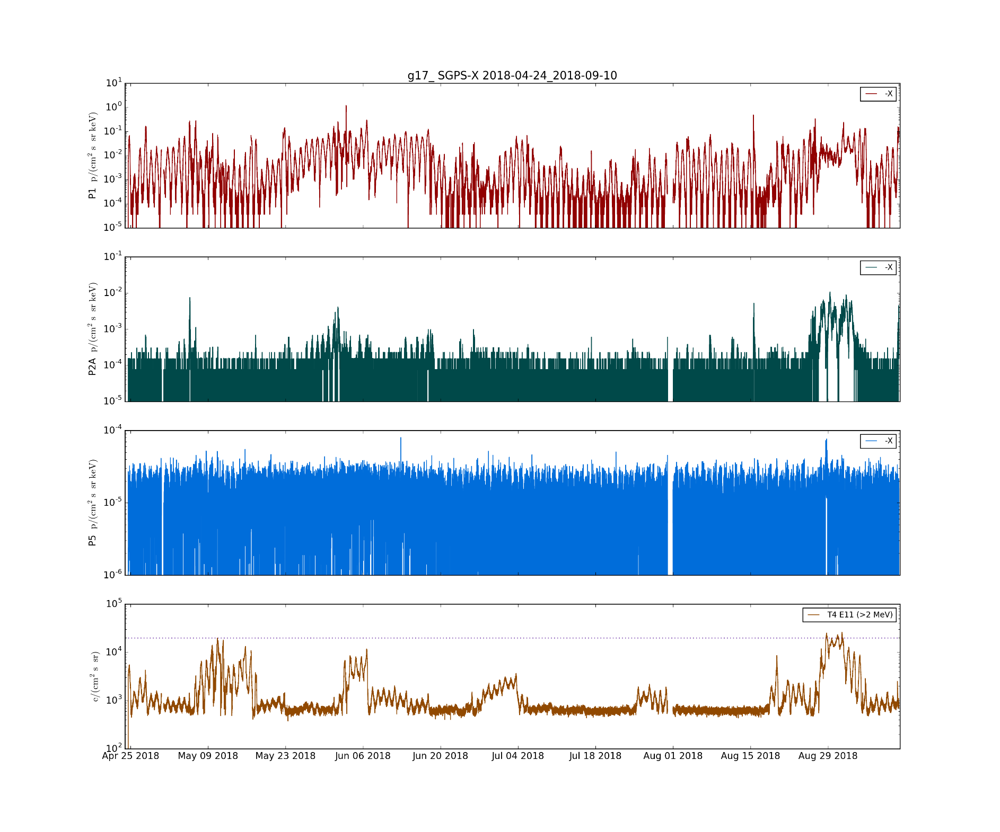 g17_ SGPS-X 2018-04-24_2018-09-10
10^1
10^0
10^-1
10^-2
10^-3
10^-4
10^-5
P1 p/(cm^2 s sr keV)
-X
10^-1
10^-2
10^-3
10^-4
10^-5
P2A p/(cm^2 s sr keV)
-X
10^-4
10^-5
10^-6
P5 p/(cm^2 s sr keV)
-X
10^5
10^4
10^3
10^2
c/(cm^2 s sr)
T4 E11 (>2 MeV)
Apr 25 2018 May 09 2018 May 23 2018 Jun 06 2018 Jun 20 2018 Jul 04 2018 Jul 18 2018 Aug 01 2018 Aug 15 2018 Aug 29 2018